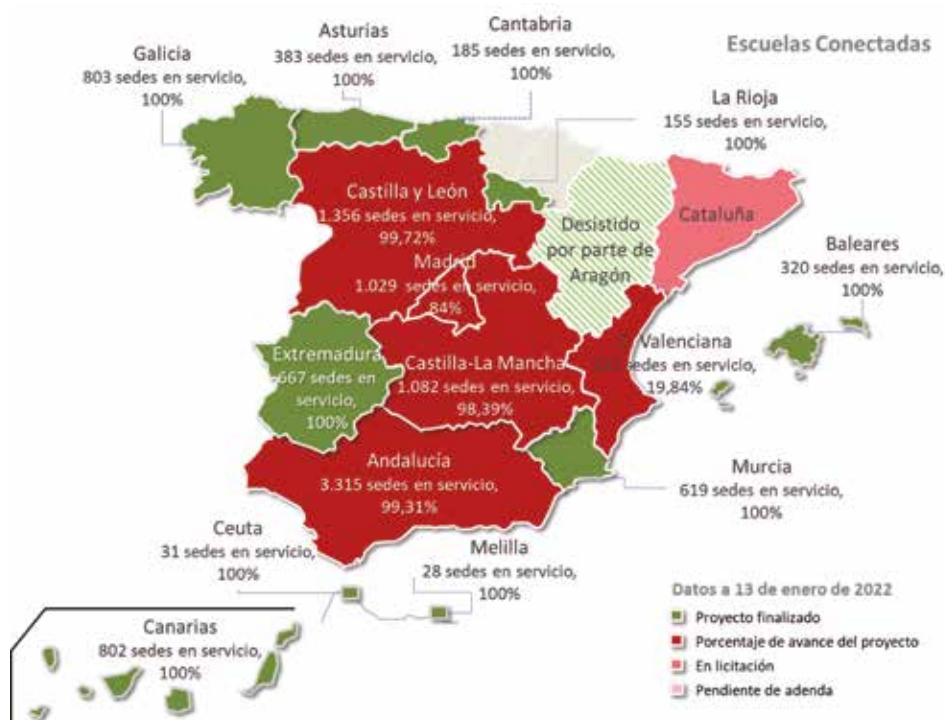 Escuelas Conectadas
Galicia
803 sedes en servicio,
100%
Asturias
383 sedes en servicio,
100%
Cantabria
185 sedes en servicio,
100%
La Rioja
155 sedes en servicio,
100%
Castilla y León
1.356 sedes en servicio,
99,72%
Desistido
por parte de
Aragón
Cataluña
Baleares
320 sedes en servicio,
100%
Madrid
1.029 sedes en servicio,
84%
Extremadura
667 sedes en
servicio,
100%
Castilla-La Mancha
1.082 sedes en servicio,
98,39%
Valenciana
sedes en servicio,
19,84%
Andalucía
3.315 sedes en servicio,
99,31%
Murcia
619 sedes en servicio,
100%
Ceuta
31 sedes en servicio,
100%
Melilla
28 sedes en servicio,
100%
Canarias
802 sedes en servicio,
100%
Datos a 13 de enero de 2022
Proyecto finalizado
Porcentaje de avance del proyecto
En licitación
Pendiente de adenda